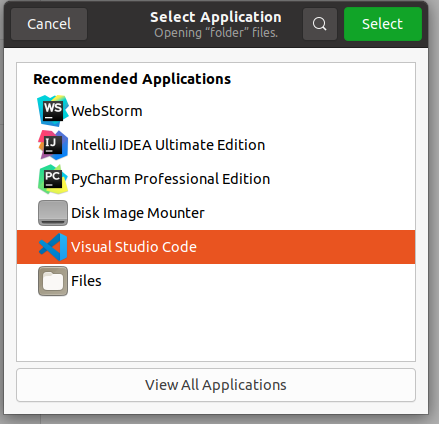 Cancel
Select Application
Opening “folder” files.
Select
Recommended Applications
WS WebStorm
IJ IntelliJ IDEA Ultimate Edition
PC PyCharm Professional Edition
Disk Image Mounter
Visual Studio Code
Files
View All Applications